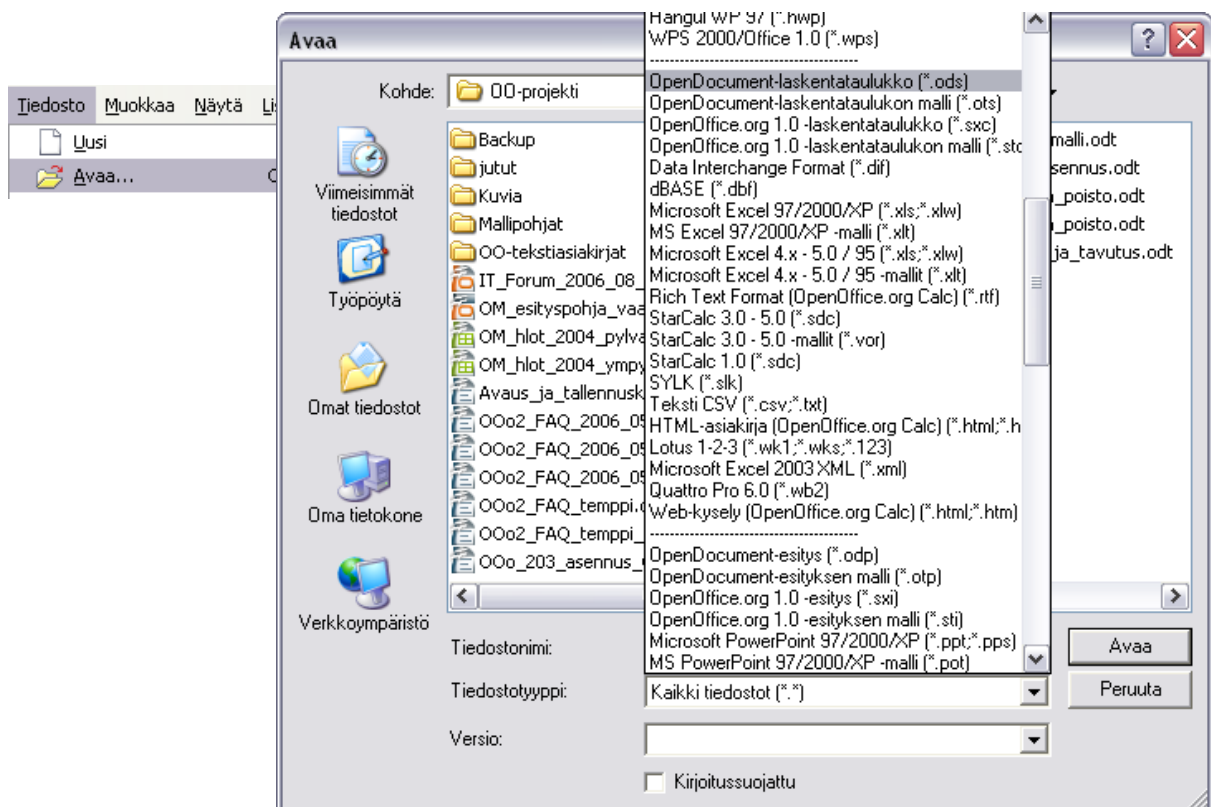 Tiedosto Muokkaa Näytä
Uusi
Avaa...
Avaa
Kohde:
OO-projekti
Viimeisimmät
tiedostot
Työpöytä
Omat tiedostot
Oma tietokone
Verkkoympäristö
Backup
jutut
Kuvia
Mallipohjat
OO-tekstiasiakirjat
IT_Forum_2006_08_
OM_esityspohja_vaa
OM_hlot_2004_pylva
OM_hlot_2004_ympy
Avaus_ja_tallennusk
OOo2_FAQ_2006_05
OOo2_FAQ_2006_05
OOo2_FAQ_2006_05
OOo2_FAQ_temppi.
OOo2_FAQ_temppi_
OOo_203_asennus_
Hangul WP 97 (*.hwp)
WPS 2000/Office 1.0 (*.wps)
------------------------------------------
OpenDocument-laskentataulukko (*.ods)
OpenDocument-laskentataulukon malli (*.ots)
OpenOffice.org 1.0 -laskentataulukko (*.sxc)
OpenOffice.org 1.0 -laskentataulukon malli (*.stc
Data Interchange Format (*.dif)
dBASE (*.dbf)
Microsoft Excel 97/2000/XP (*.xls;*.xlw)
MS Excel 97/2000/XP -malli (*.xlt)
Microsoft Excel 4.x - 5.0 / 95 (*.xls;*.xlw)
Microsoft Excel 4.x - 5.0 / 95 -mallit (*.xlt)
Rich Text Format (OpenOffice.org Calc) (*.rtf)
StarCalc 3.0 - 5.0 (*.sdc)
StarCalc 3.0 - 5.0 -mallit (*.vor)
StarCalc 1.0 (*.sdc)
SYLK (*.slk)
Teksti CSV (*.csv;*.txt)
HTML-asiakirja (OpenOffice.org Calc) (*.html;*.h
Lotus 1-2-3 (*.wk1;*.wks;*.123)
Microsoft Excel 2003 XML (*.xml)
Quattro Pro 6.0 (*.wb2)
Web-kysely (OpenOffice.org Calc) (*.html;*.htm)
------------------------------------------
OpenDocument-esitys (*.odp)
OpenDocument-esityksen malli (*.otp)
OpenOffice.org 1.0 -esitys (*.sxi)
OpenOffice.org 1.0 -esityksen malli (*.sti)
Microsoft PowerPoint 97/2000/XP (*.ppt;*.pps)
MS PowerPoint 97/2000/XP -malli (*.pot)
malli.odt
sennus.odt
_poisto.odt
_poisto.odt
ja_tavutus.odt
Tiedostonimi:
Avaa
Tiedostotyyppi:
Kaikki tiedostot (*.*)
Peruuta
Versio:
Kirjoitussuojattu